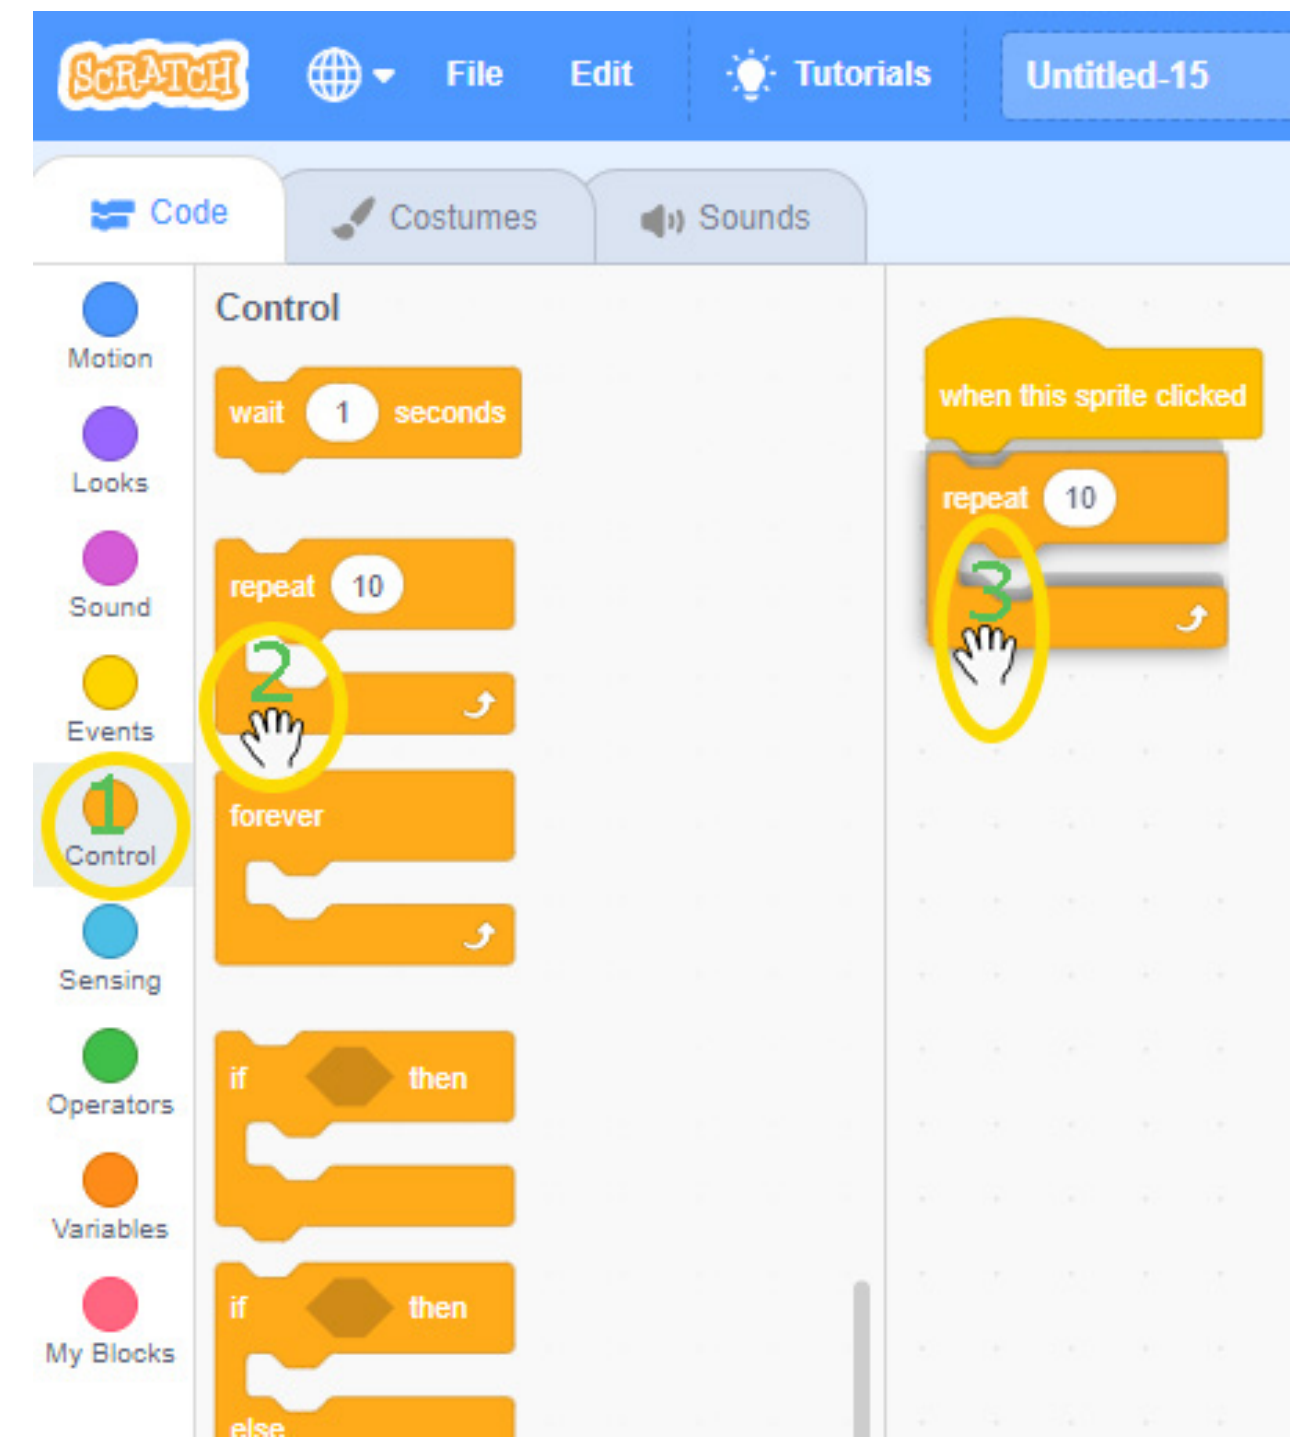 SCRATCH File Edit Tutorials Untitled-15
Code Costumes Sounds
Motion
Looks
Sound
Events
1
Control
Sensing
Operators
Variables
My Blocks
Control
wait 1 seconds
repeat 10
2
forever
if then
if then
else
when this sprite clicked
repeat 10
3